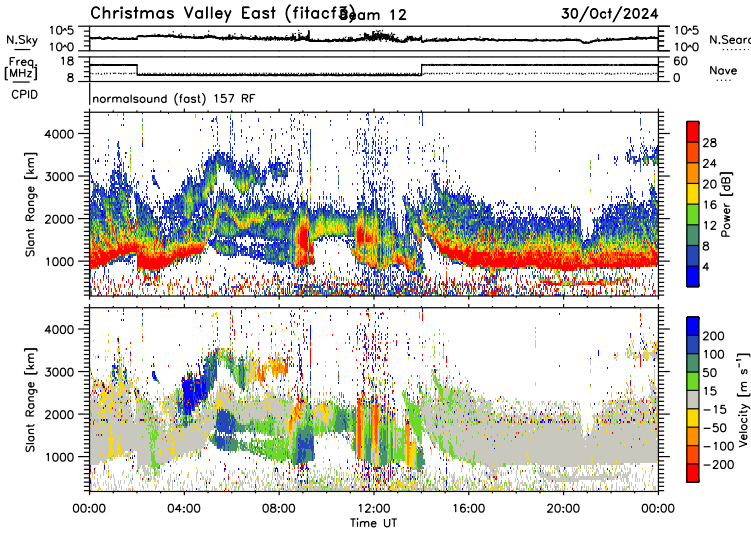 Christmas Valley East (fitacf3) Beam 12 30/Oct/2024
N.Sky 10^5 10^0 10^5 10^0 N.Searc
Freq. [MHz] 18 8 60 0 Nave
CPID normalsound (fast) 157 RF
Slant Range [km] 4000 3000 2000 1000
Power [dB] 28 24 20 16 12 8 4
Slant Range [km] 4000 3000 2000 1000
Velocity [m s⁻¹] 200 100 50 15 −15 −50 −100 −200
00:00 04:00 08:00 12:00 16:00 20:00 00:00
Time UT